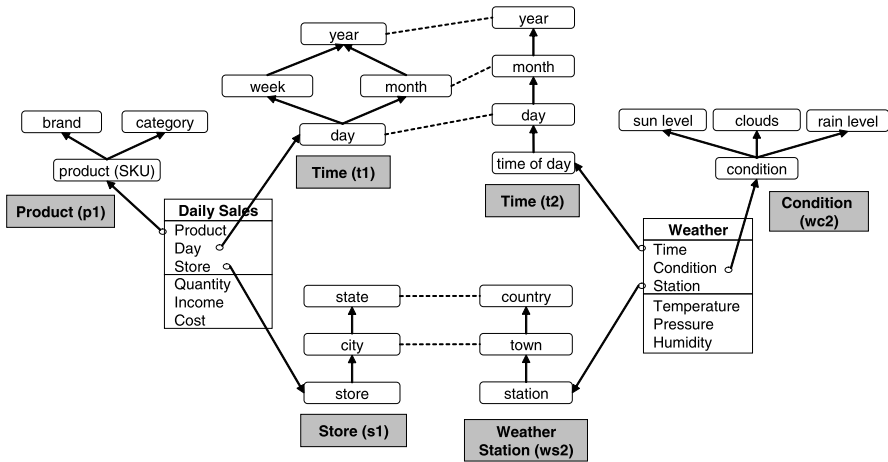 year
year
week
month
month
brand
category
day
day
sun level
clouds
rain level
product (SKU)
Time (t1)
time of day
condition
Product (p1)
Time (t2)
Condition
(wc2)
Daily Sales
Product
Day
Store
Quantity
Income
Cost
Weather
Time
Condition
Station
Temperature
Pressure
Humidity
state
country
city
town
store
station
Store (s1)
Weather
Station (ws2)